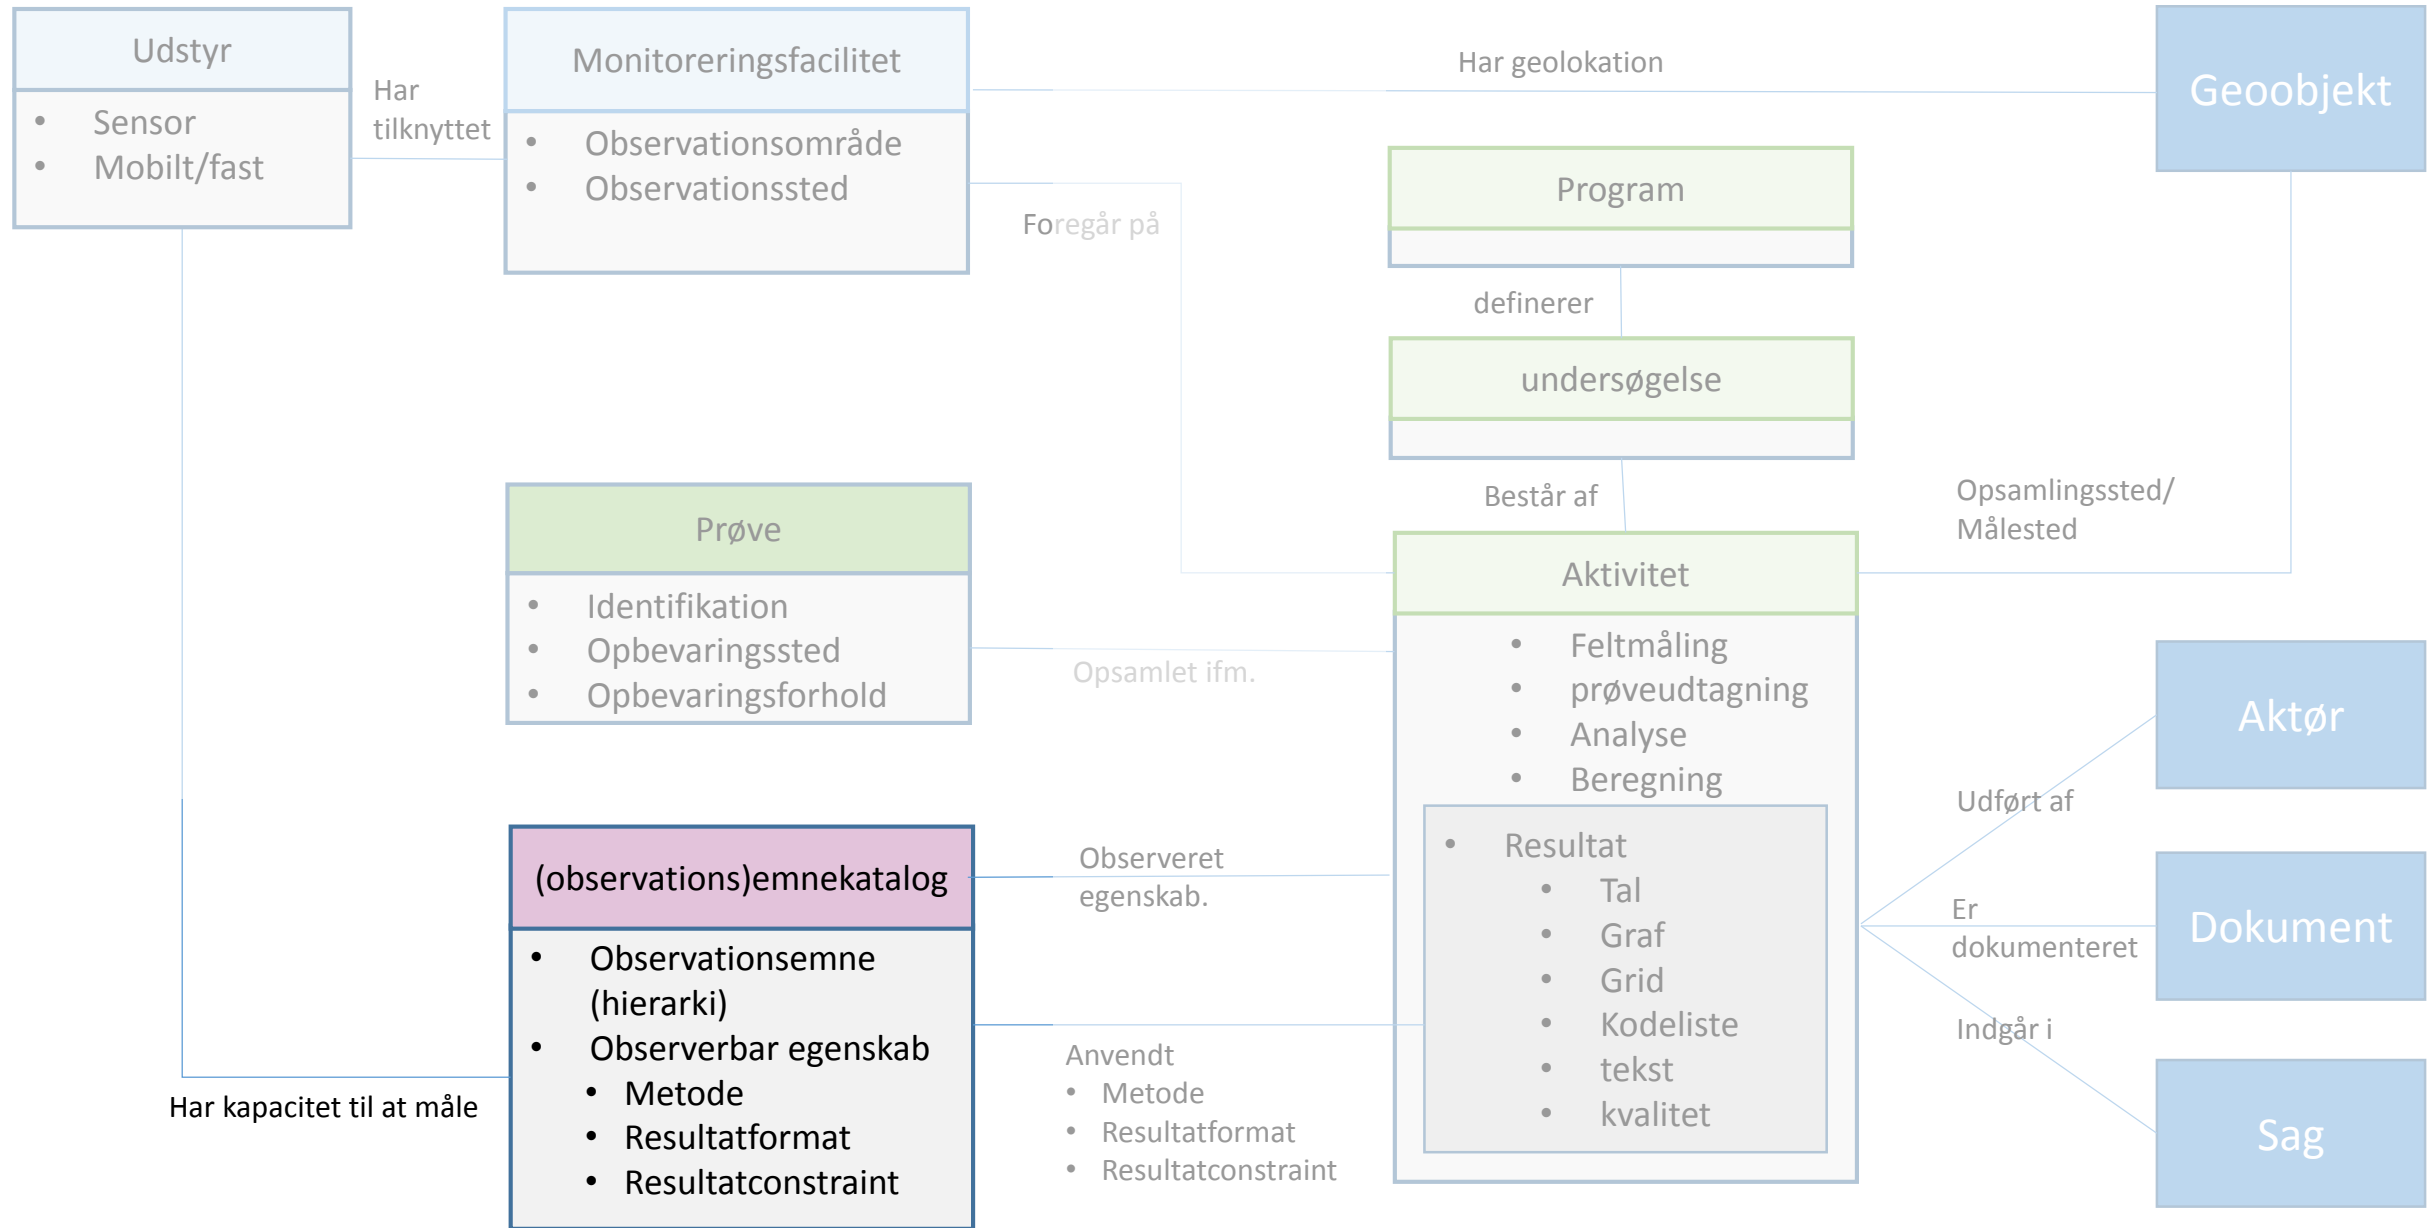 Udstyr
• Sensor
• Mobilt/fast
Har
tilknyttet
Monitoreringsfacilitet
• Observationsområde
• Observationssted
Har geolokation
Geoobjekt
Foregår på
Program
definerer
undersøgelse
Består af
Opsamlingssted/
Målested
Prøve
• Identifikation
• Opbevaringssted
• Opbevaringsforhold
Opsamlet ifm.
Aktivitet
• Feltmåling
• prøveudtagning
• Analyse
• Beregning
• Resultat
• Tal
• Graf
• Grid
• Kodeliste
• tekst
• kvalitet
Udført af
Aktør
Er
dokumenteret
Dokument
Indgår i
Sag
(observations)emnekatalog
• Observationsemne
(hierarki)
• Observerbar egenskab
• Metode
• Resultatformat
• Resultatconstraint
Har kapacitet til at måle
Observeret
egenskab.
Anvendt
• Metode
• Resultatformat
• Resultatconstraint